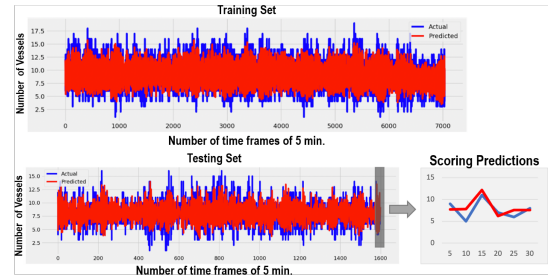 Training Set
Actual
Predicted
17.5
15.0
12.5
10.0
7.5
5.0
2.5
Number of Vessels
0 1000 2000 3000 4000 5000 6000 7000
Number of time frames of 5 min.
Testing Set
Actual
Predicted
15.0
12.5
10.0
7.5
5.0
2.5
Number of Vessels
0 200 400 600 800 1000 1200 1400 1600
Number of time frames of 5 min.
Scoring Predictions
15
10
5
0
5 10 15 20 25 30